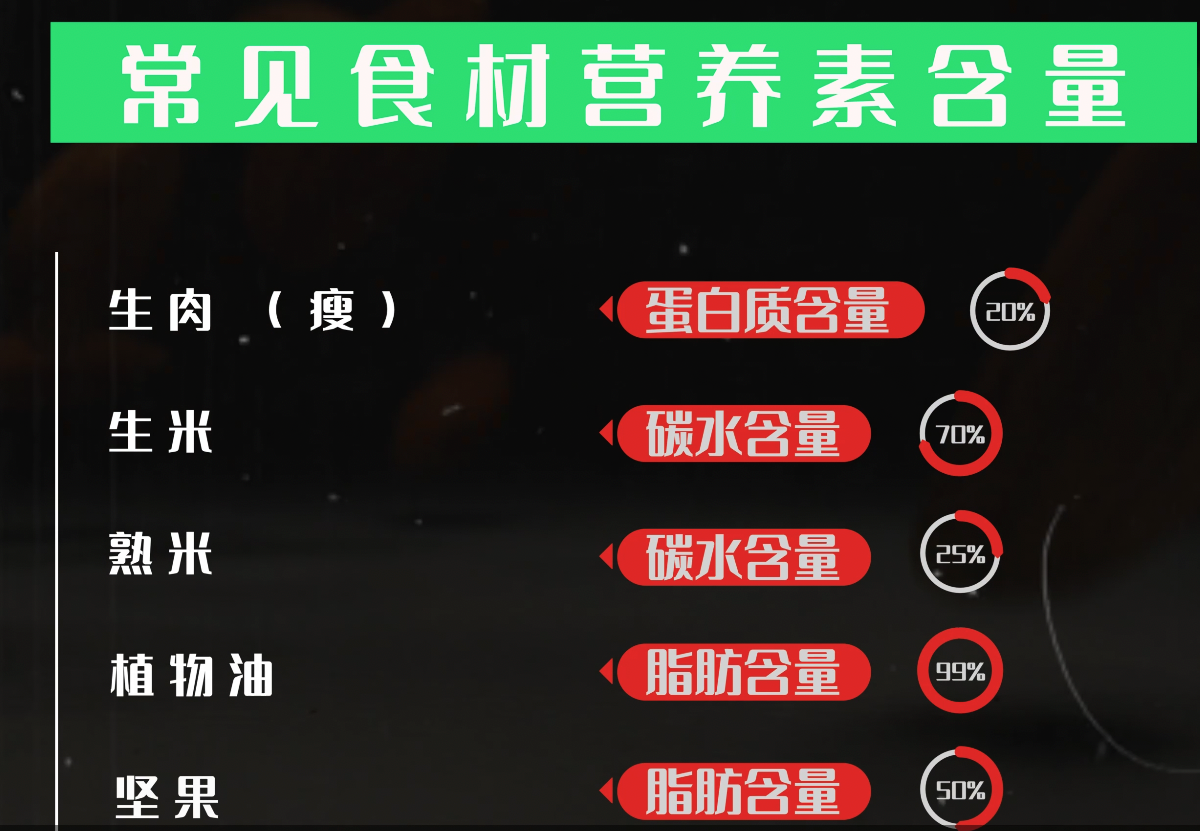 常见食材营养素含量
生肉（瘦） 蛋白质含量 20%
生米 碳水含量 70%
熟米 碳水含量 25%
植物油 脂肪含量 99%
坚果 脂肪含量 50%